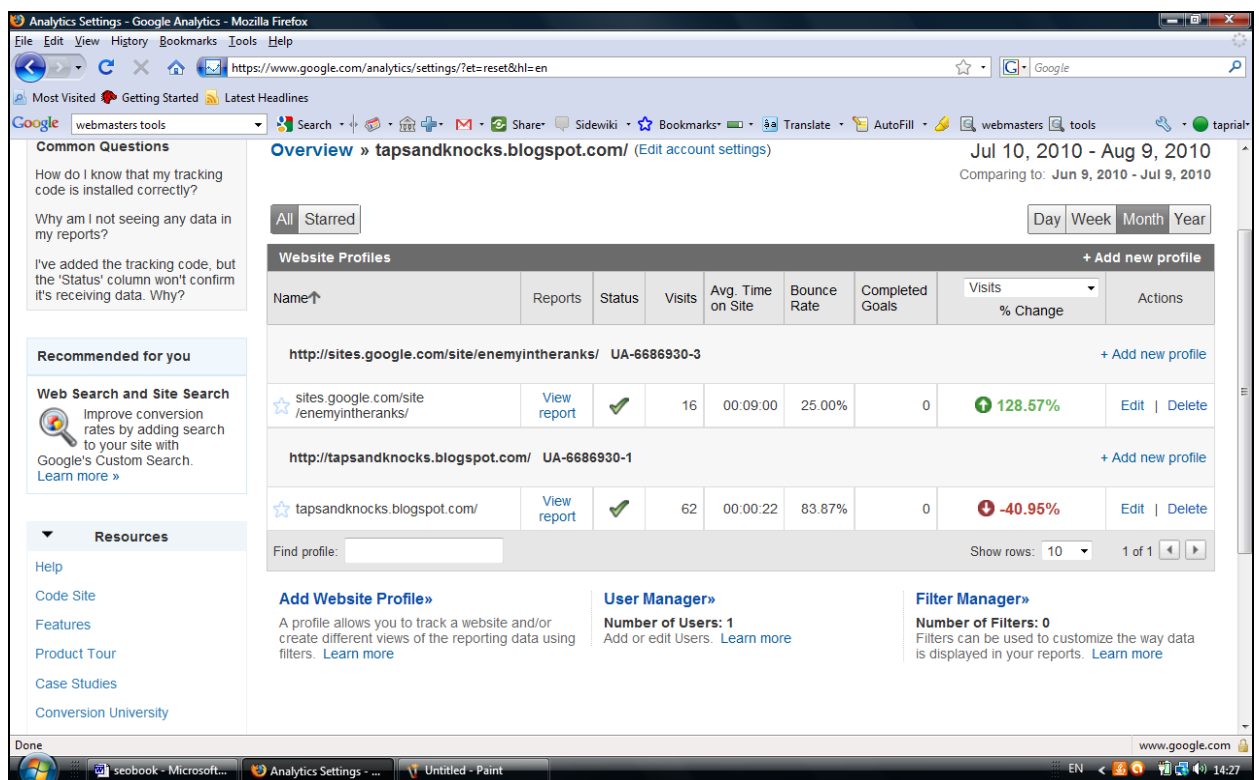 Analytics Settings - Google Analytics - Mozilla Firefox
File Edit View History Bookmarks Tools Help
https://www.google.com/analytics/settings/?et=reset&hl=en
G Google
Most Visited Getting Started Latest Headlines
Google webmasters tools Search Share Sidewiki Bookmarks Translate AutoFill webmasters tools taprial
Common Questions
How do I know that my tracking
code is installed correctly?
Why am I not seeing any data in
my reports?
I've added the tracking code, but
the 'Status' column won't confirm
it's receiving data. Why?
Recommended for you
Web Search and Site Search
Improve conversion
rates by adding search
to your site with
Google's Custom Search.
Learn more »
Resources
Help
Code Site
Features
Product Tour
Case Studies
Conversion University
Overview » tapsandknocks.blogspot.com/ (Edit account settings)
Jul 10, 2010 - Aug 9, 2010
Comparing to: Jun 9, 2010 - Jul 9, 2010
All Starred
Day Week Month Year
Website Profiles + Add new profile
Name Reports Status Visits Avg. Time on Site Bounce Rate Completed Goals Visits % Change Actions
http://sites.google.com/site/enemyintheranks/ UA-6686930-3 + Add new profile
sites.google.com/site/enemyintheranks/ View report 16 00:09:00 25.00% 0 128.57% Edit | Delete
http://tapsandknocks.blogspot.com/ UA-6686930-1 + Add new profile
tapsandknocks.blogspot.com/ View report 62 00:00:22 83.87% 0 -40.95% Edit | Delete
Find profile: Show rows: 10 1 of 1
Add Website Profile»
A profile allows you to track a website and/or
create different views of the reporting data using
filters. Learn more
User Manager»
Number of Users: 1
Add or edit Users. Learn more
Filter Manager»
Number of Filters: 0
Filters can be used to customize the way data
is displayed in your reports. Learn more
Done www.google.com
seobook - Microsoft... Analytics Settings - ... Untitled - Paint EN 14:27